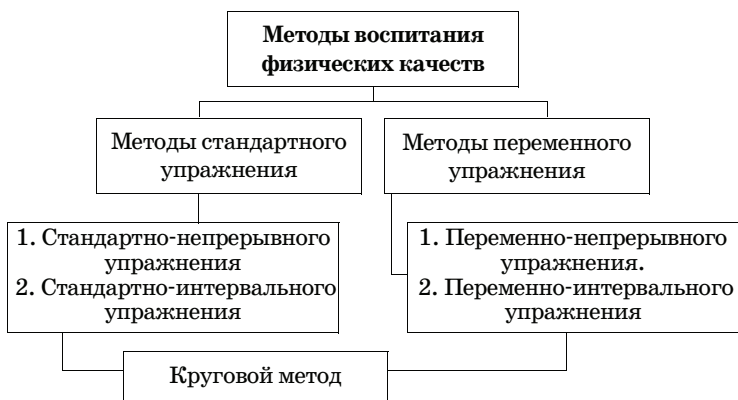 Методы воспитания
физических качеств
Методы стандартного
упражнения
Методы переменного
упражнения
1. Стандартно-непрерывного
упражнения
2. Стандартно-интервального
упражнения
1. Переменно-непрерывного
упражнения.
2. Переменно-интервального
упражнения
Круговой метод